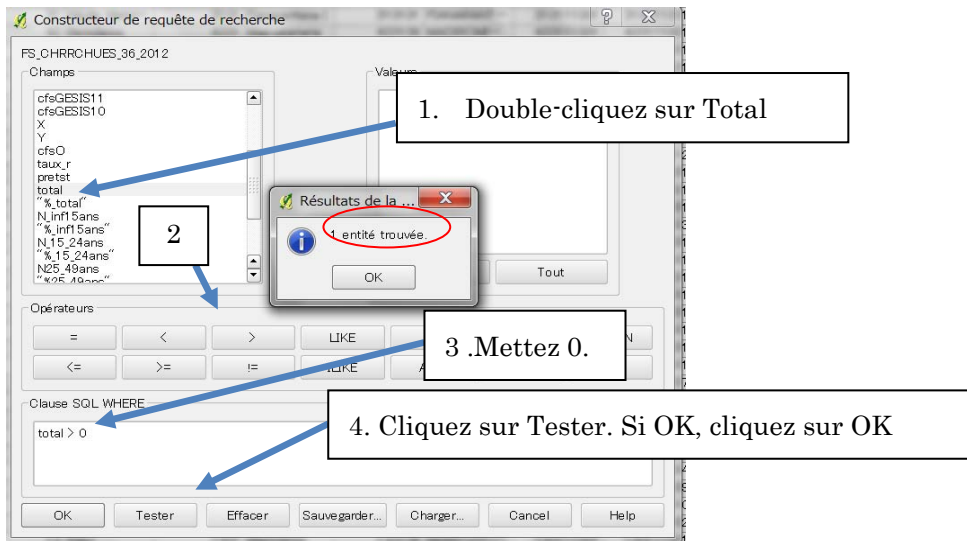 Constructeur de requête de recherche
FS_CHRRCHUES_36_2012
Champs
cfsGESIS11
cfsGESIS10
X
Y
cfsO
taux_r
pretst
total
"%_total"
N_inf15ans
"%_inf15ans"
N_15_24ans
"%_15_24ans"
N25_49ans
"%25_49ans"
1. Double-cliquez sur Total
2
Résultats de la ...
1 entité trouvée.
OK
Tout
Opérateurs
= < > LIKE
<= >= !=
3 .Mettez 0.
Clause SQL WHERE
total > 0
4. Cliquez sur Tester. Si OK, cliquez sur OK
OK Tester Effacer Sauvegarder... Charger... Cancel Help